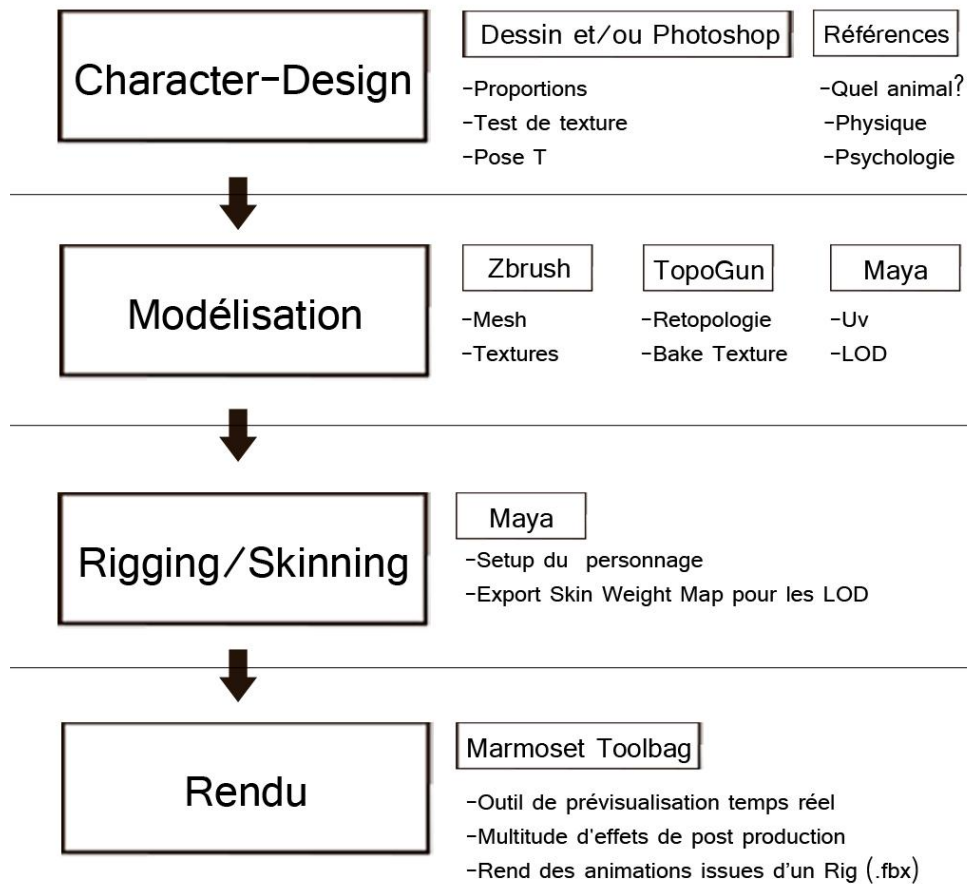 Character-Design
Dessin et/ou Photoshop
-Proportions
-Test de texture
-Pose T
Références
-Quel animal?
-Physique
-Psychologie
Modélisation
Zbrush
-Mesh
-Textures
TopoGun
-Retopologie
-Bake Texture
Maya
-Uv
-LOD
Rigging/Skinning
Maya
-Setup du personnage
-Export Skin Weight Map pour les LOD
Rendu
Marmoset Toolbag
-Outil de prévisualisation temps réel
-Multitude d'effets de post production
-Rend des animations issues d'un Rig (.fbx)